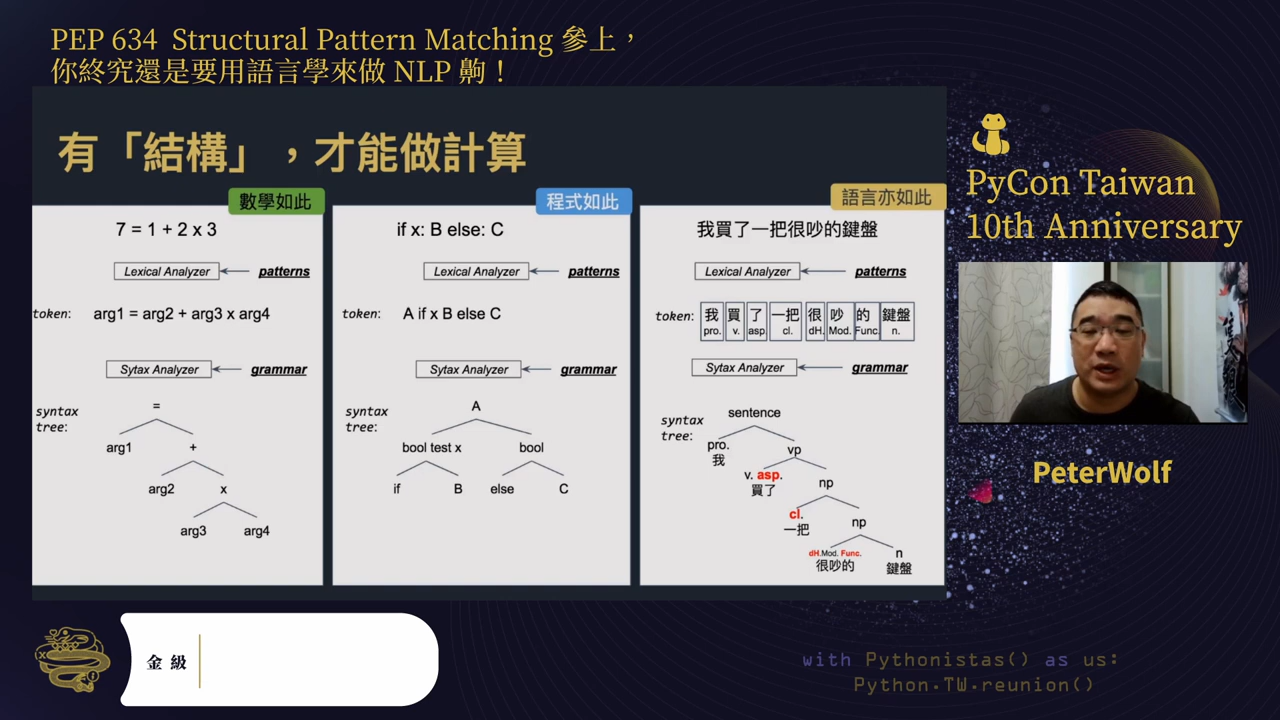 PEP 634 Structural Pattern Matching 參上，
你終究還是要用語言學來做 NLP 齁！
有「結構」，才能做計算
數學如此
7 = 1 + 2 x 3
Lexical Analyzer
patterns
token:
arg1 = arg2 + arg3 x arg4
Sytax Analyzer
grammar
syntax
tree:
=
arg1
+
arg2
x
arg3
arg4
程式如此
if x: B else: C
Lexical Analyzer
patterns
token:
A if x B else C
Sytax Analyzer
grammar
syntax
tree:
A
bool test x
bool
if
B
else
C
語言亦如此
我買了一把很吵的鍵盤
Lexical Analyzer
patterns
token:
我 買 了 一把 很 吵 的 鍵盤
pro. v. asp. cl. dH. Mod. Func. n.
Sytax Analyzer
grammar
syntax
tree:
sentence
pro.
我
vp
v. asp.
買了
np
cl.
一把
np
dH.Mod. Func.
很吵的
n
鍵盤
PyCon Taiwan
10th Anniversary
PeterWolf
金級
with Pythonistas() as us:
Python.TW.reunion()